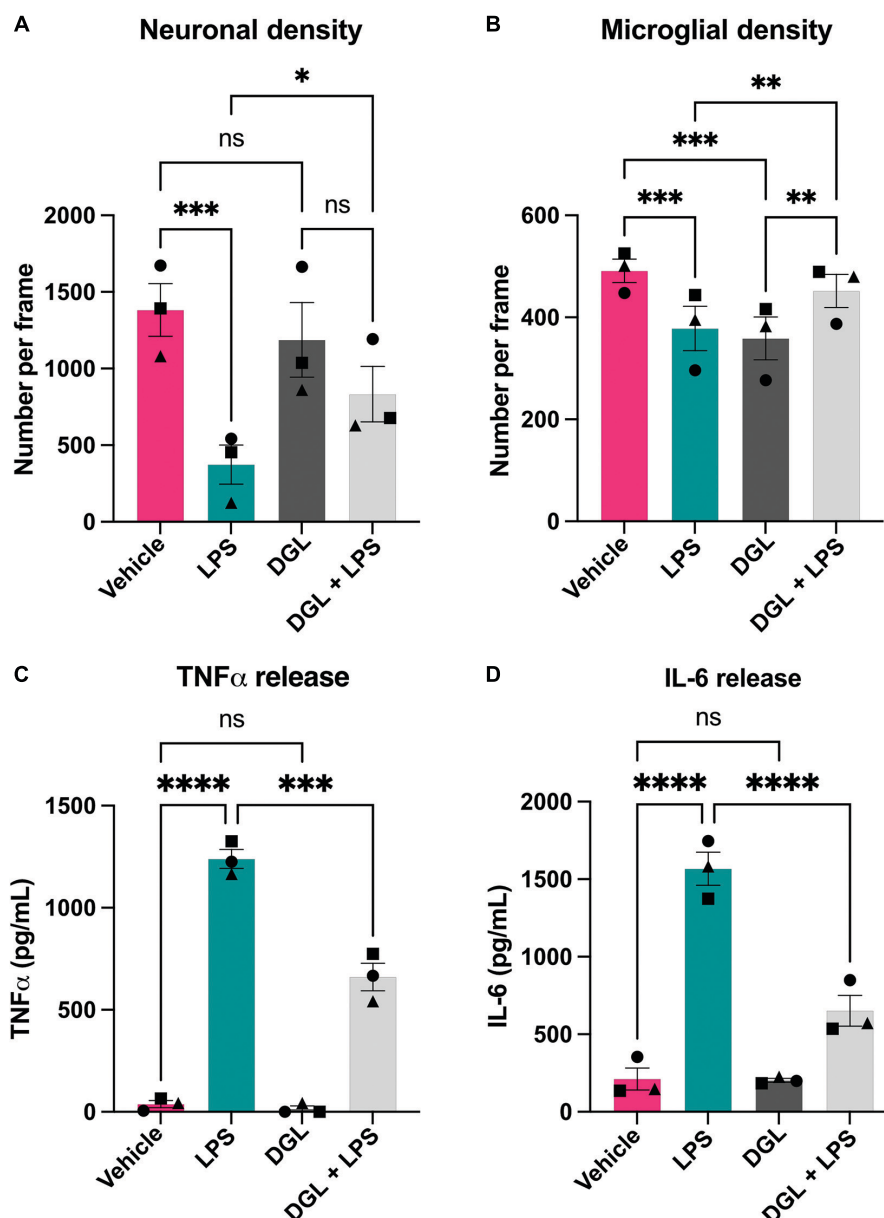 A
Neuronal density
*
ns
***
ns
2000
1500
1000
500
0
Number per frame
Vehicle
LPS
DGL
DGL + LPS
B
Microglial density
**
***
***
**
600
400
200
0
Number per frame
Vehicle
LPS
DGL
DGL + LPS
C
TNFα release
ns
****
***
1500
1000
500
0
TNFα (pg/mL)
Vehicle
LPS
DGL
DGL + LPS
D
IL-6 release
ns
****
****
2000
1500
1000
500
0
IL-6 (pg/mL)
Vehicle
LPS
DGL
DGL + LPS